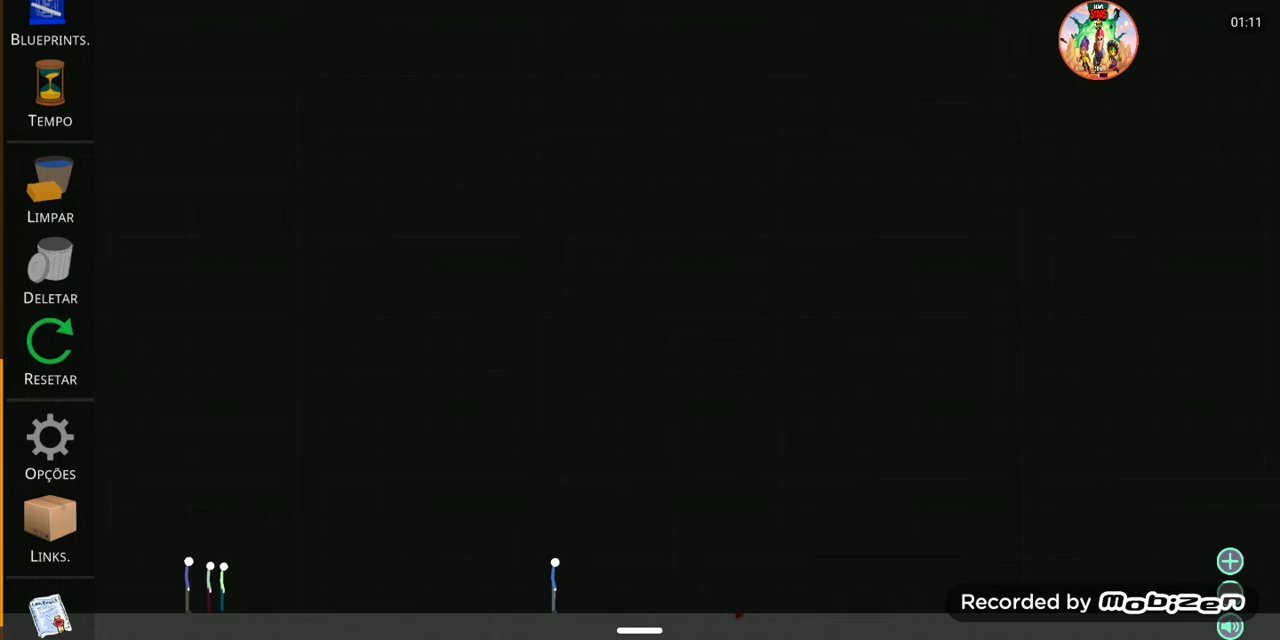 BLUEPRINTS.
01:11
TEMPO
LIMPAR
DELETAR
RESETAR
OPÇÕES
LINKS.
Recorded by MOBIZEN